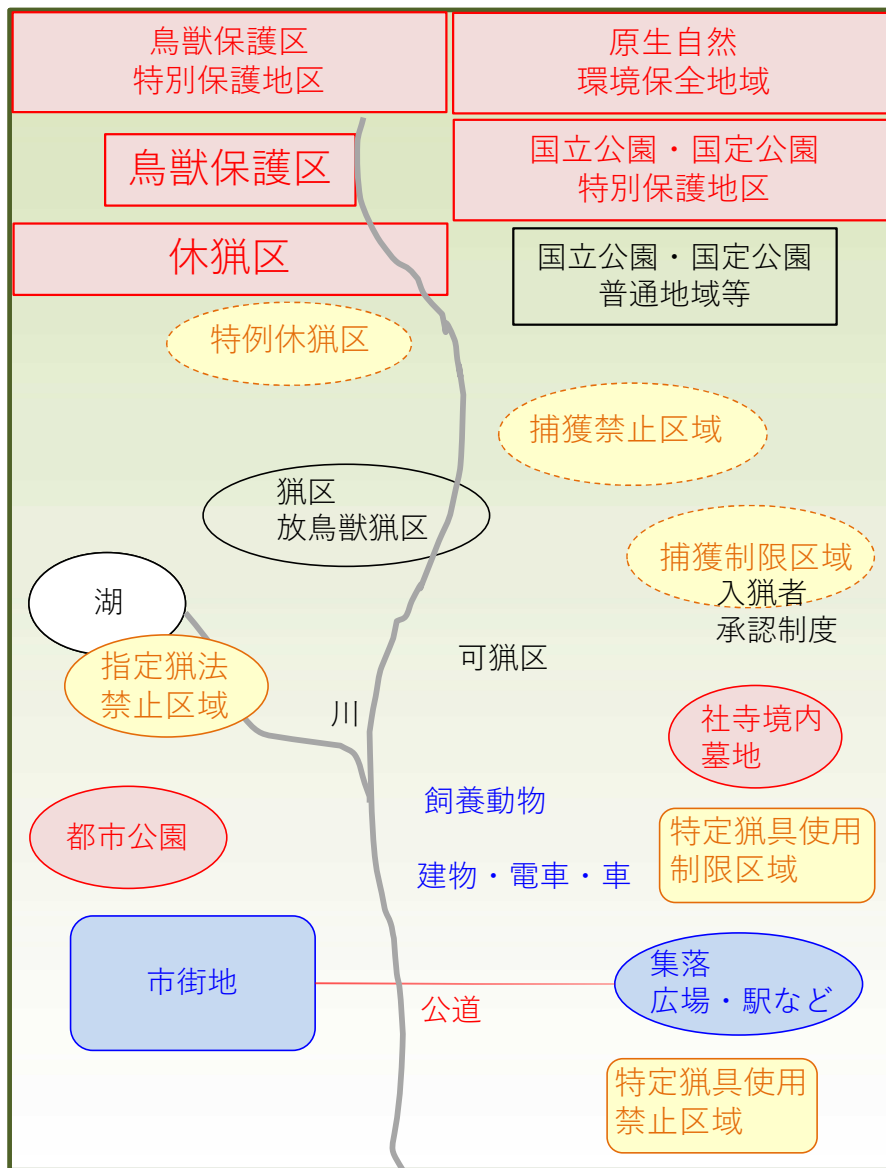 鳥獣保護区
特別保護地区
原生自然
環境保全地域
鳥獣保護区
国立公園・国定公園
特別保護地区
休猟区
国立公園・国定公園
普通地域等
特例休猟区
捕獲禁止区域
猟区
放鳥獣猟区
捕獲制限区域
入猟者
承認制度
湖
可猟区
指定猟法
禁止区域
川
社寺境内
墓地
飼養動物
都市公園
特定猟具使用
制限区域
建物・電車・車
市街地
集落
広場・駅など
公道
特定猟具使用
禁止区域